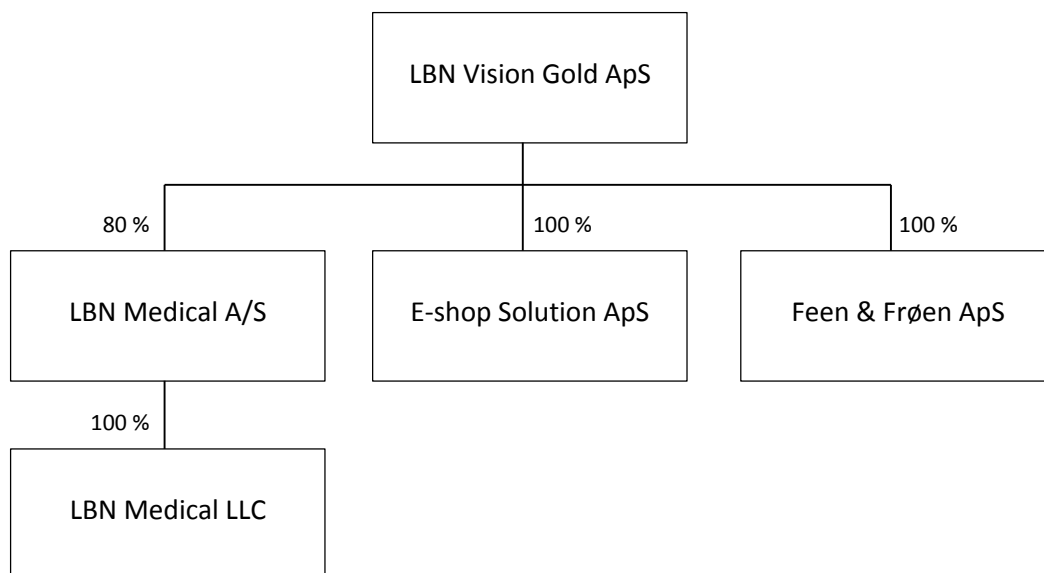 LBN Vision Gold ApS
80 %
100 %
100 %
LBN Medical A/S
E-shop Solution ApS
Feen & Frøen ApS
100 %
LBN Medical LLC